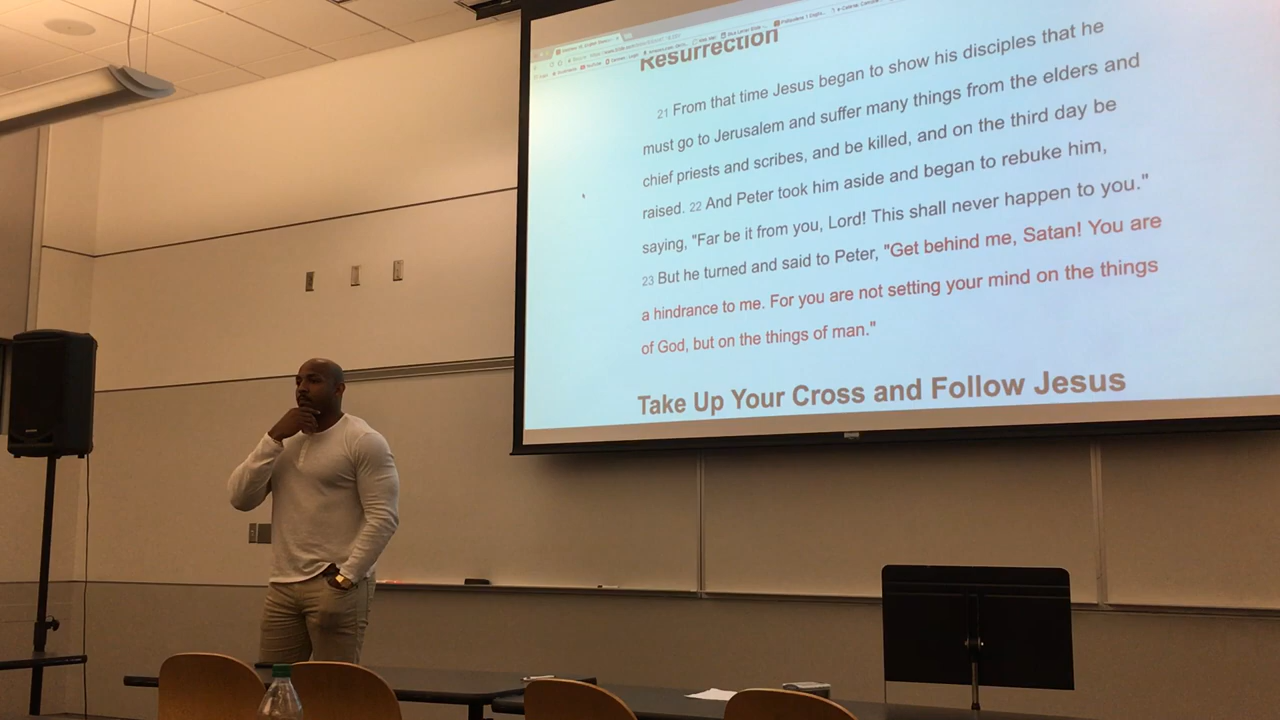 Resurrection
21 From that time Jesus began to show his disciples that he
must go to Jerusalem and suffer many things from the elders and
chief priests and scribes, and be killed, and on the third day be
raised. 22 And Peter took him aside and began to rebuke him,
saying, "Far be it from you, Lord! This shall never happen to you."
23 But he turned and said to Peter, "Get behind me, Satan! You are
a hindrance to me. For you are not setting your mind on the things
of God, but on the things of man."
Take Up Your Cross and Follow Jesus